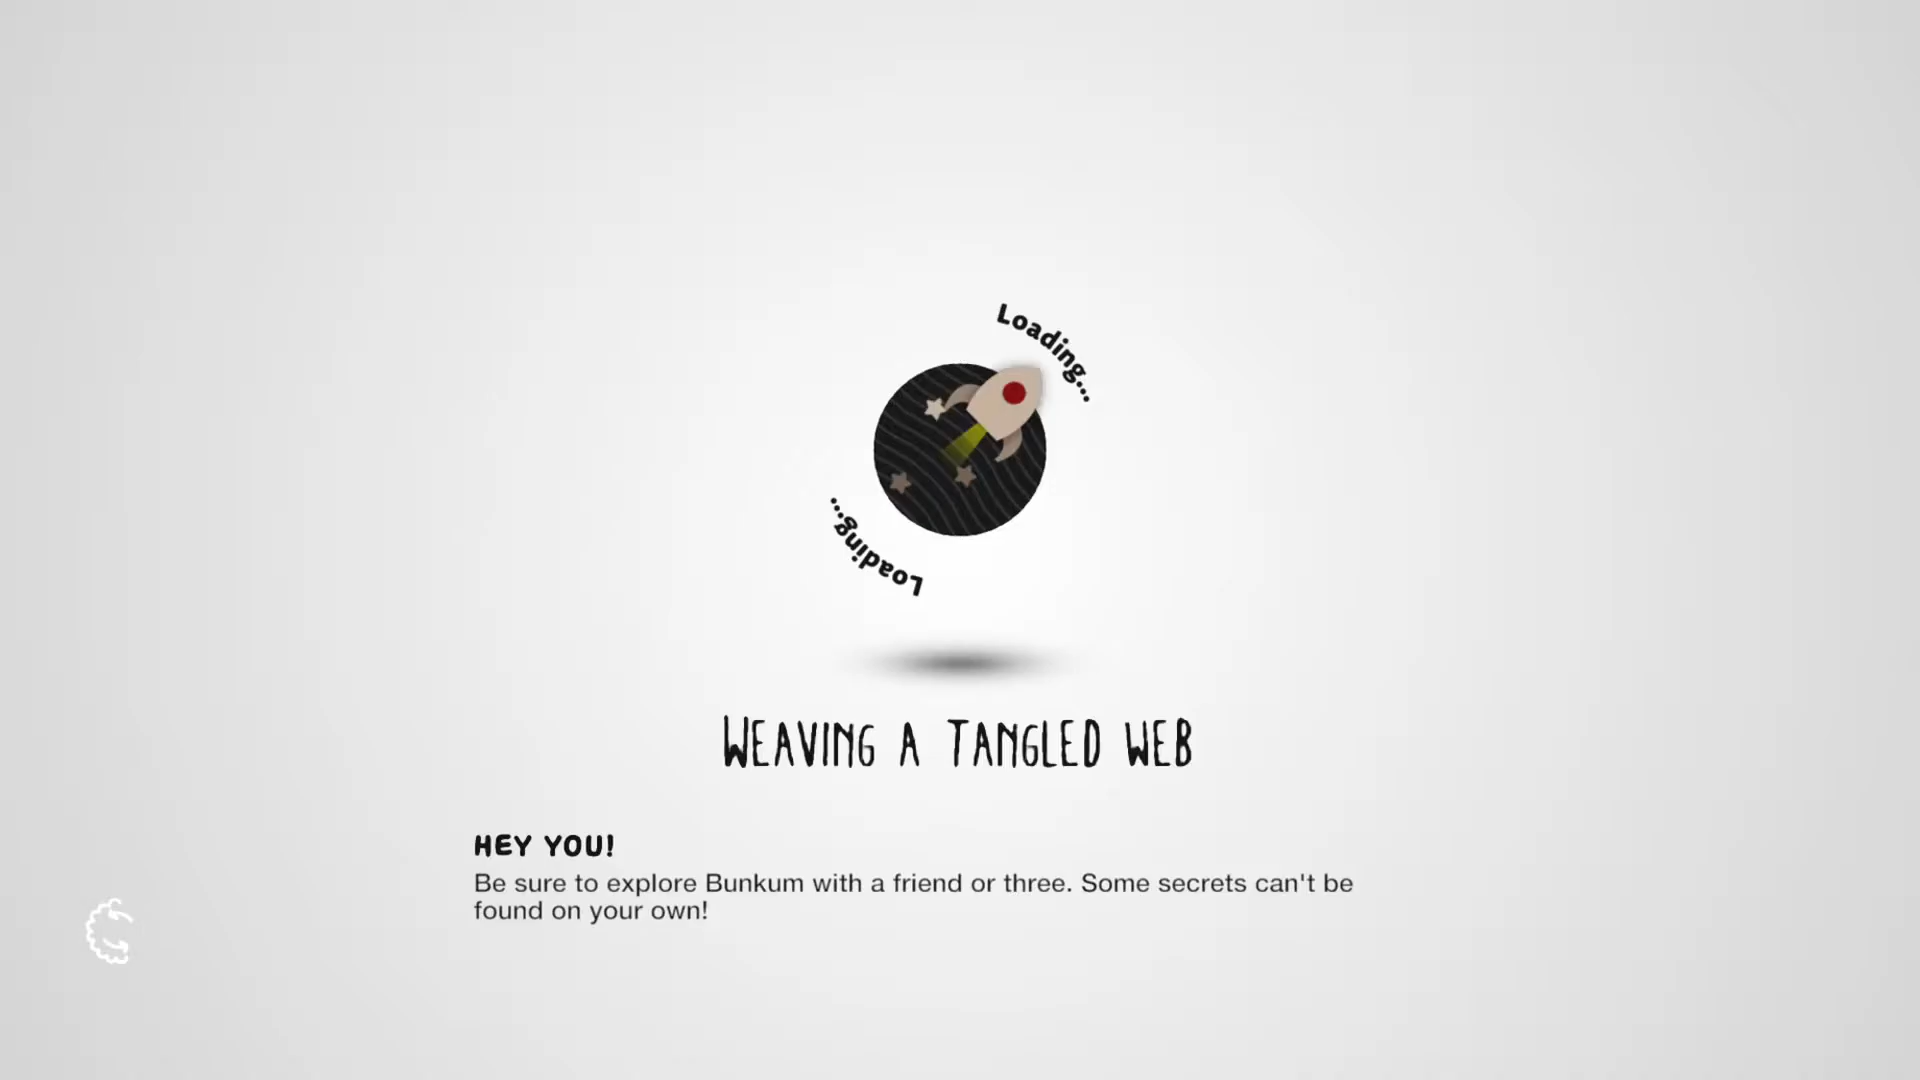 Loading...
Loading...
WEAVING A TANGLED WEB
HEY YOU!
Be sure to explore Bunkum with a friend or three. Some secrets can't be
found on your own!